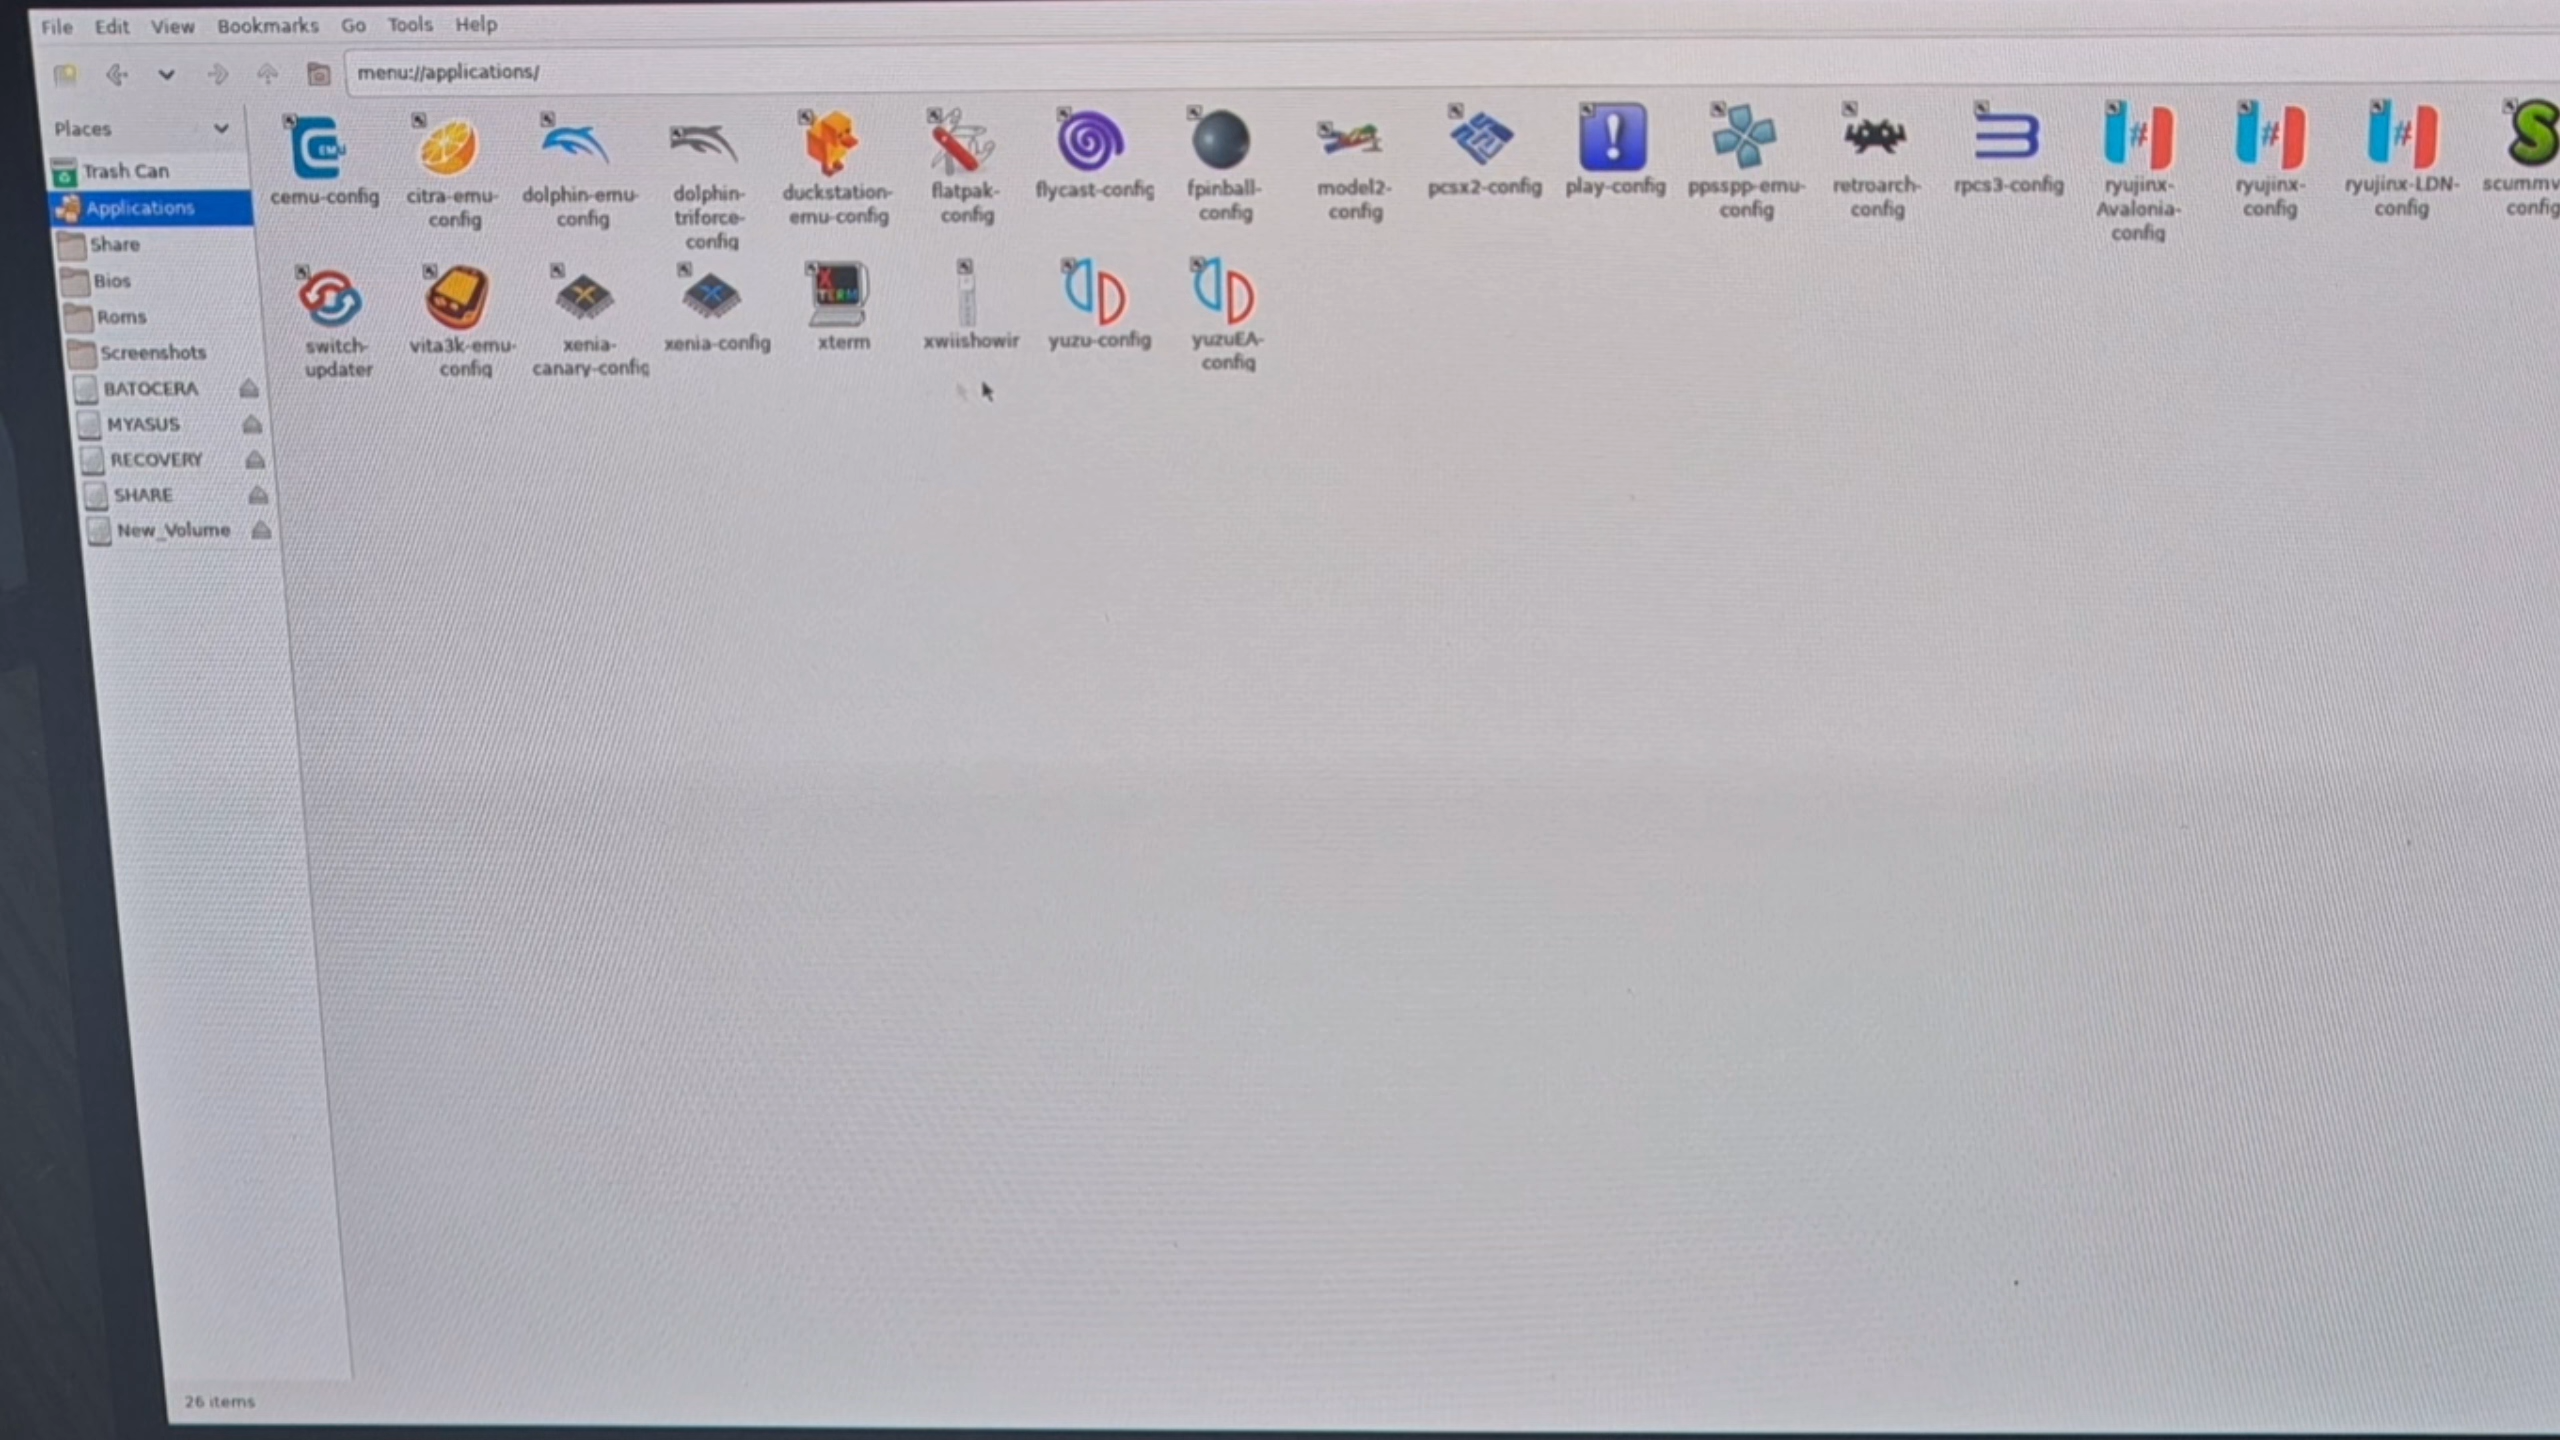 File Edit View Bookmarks Go Tools Help
menu://applications/
Places
Trash Can
Applications
Share
Bios
Roms
Screenshots
BATOCERA
MYASUS
RECOVERY
SHARE
New_Volume
cemu-config
citra-emu-
config
dolphin-emu-
config
dolphin-
triforce-
config
duckstation-
emu-config
flatpak-
config
flycast-config
fpinball-
config
model2-
config
pcsx2-config
play-config
ppsspp-emu-
config
retroarch-
config
rpcs3-config
ryujinx-
Avalonia-
config
ryujinx-
config
ryujinx-LDN-
config
scummv
config
switch-
updater
vita3k-emu-
config
xenia-
canary-config
xenia-config
X
TERM
xterm
xwiishowir
yuzu-config
yuzuEA-
config
26 items